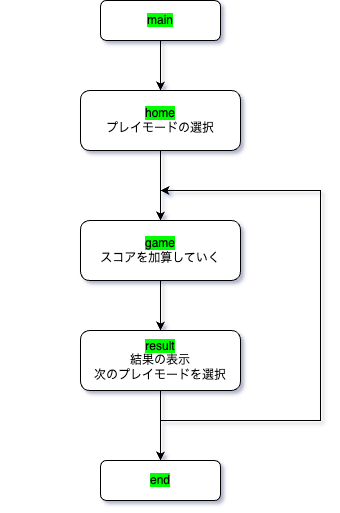 main
home
プレイモードの選択
game
スコアを加算していく
result
結果の表示
次のプレイモードを選択
end